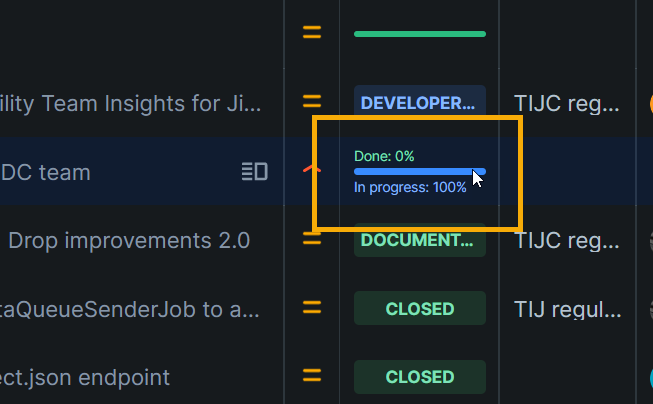 ility Team Insights for Ji... DEVELOPER... TIJC reg...
DC team
Done: 0%
In progress: 100%
Drop improvements 2.0 DOCUMENT... TIJC reg...
taQueueSenderJob to a... CLOSED TIJ regul...
ect.json endpoint CLOSED